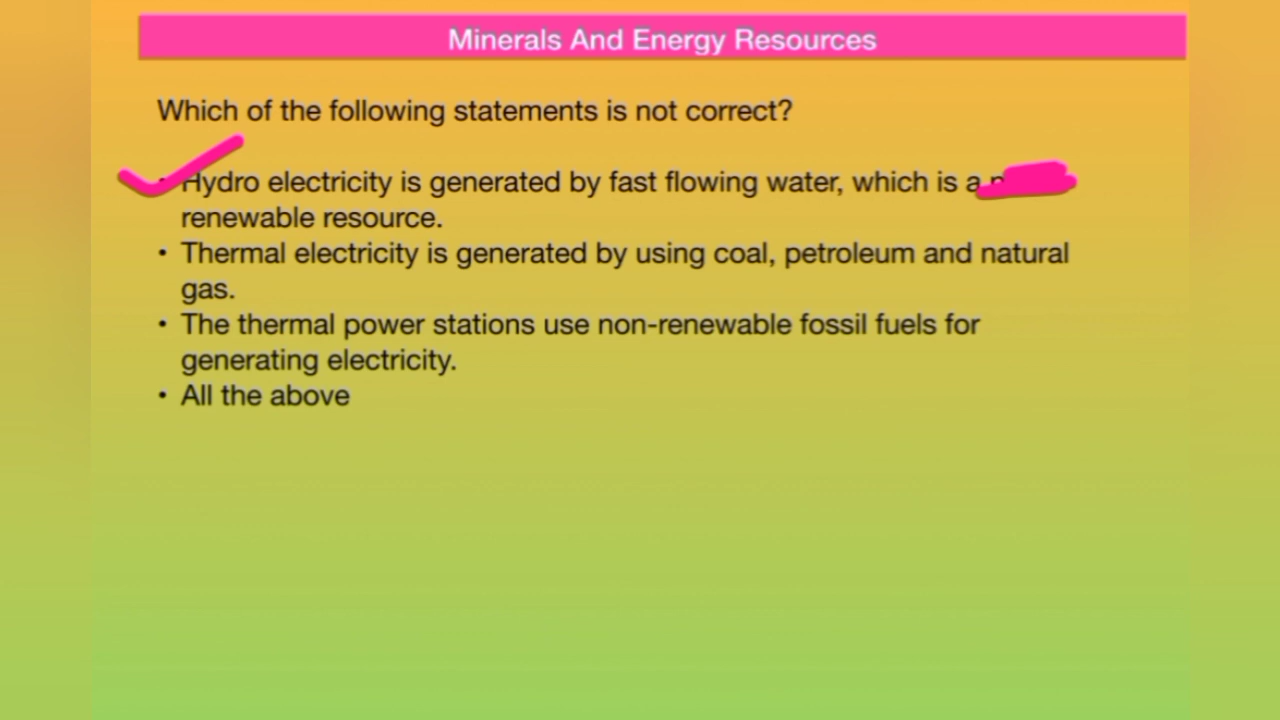 Minerals And Energy Resources
Which of the following statements is not correct?
• Hydro electricity is generated by fast flowing water, which is a
renewable resource.
• Thermal electricity is generated by using coal, petroleum and natural
gas.
• The thermal power stations use non-renewable fossil fuels for
generating electricity.
• All the above